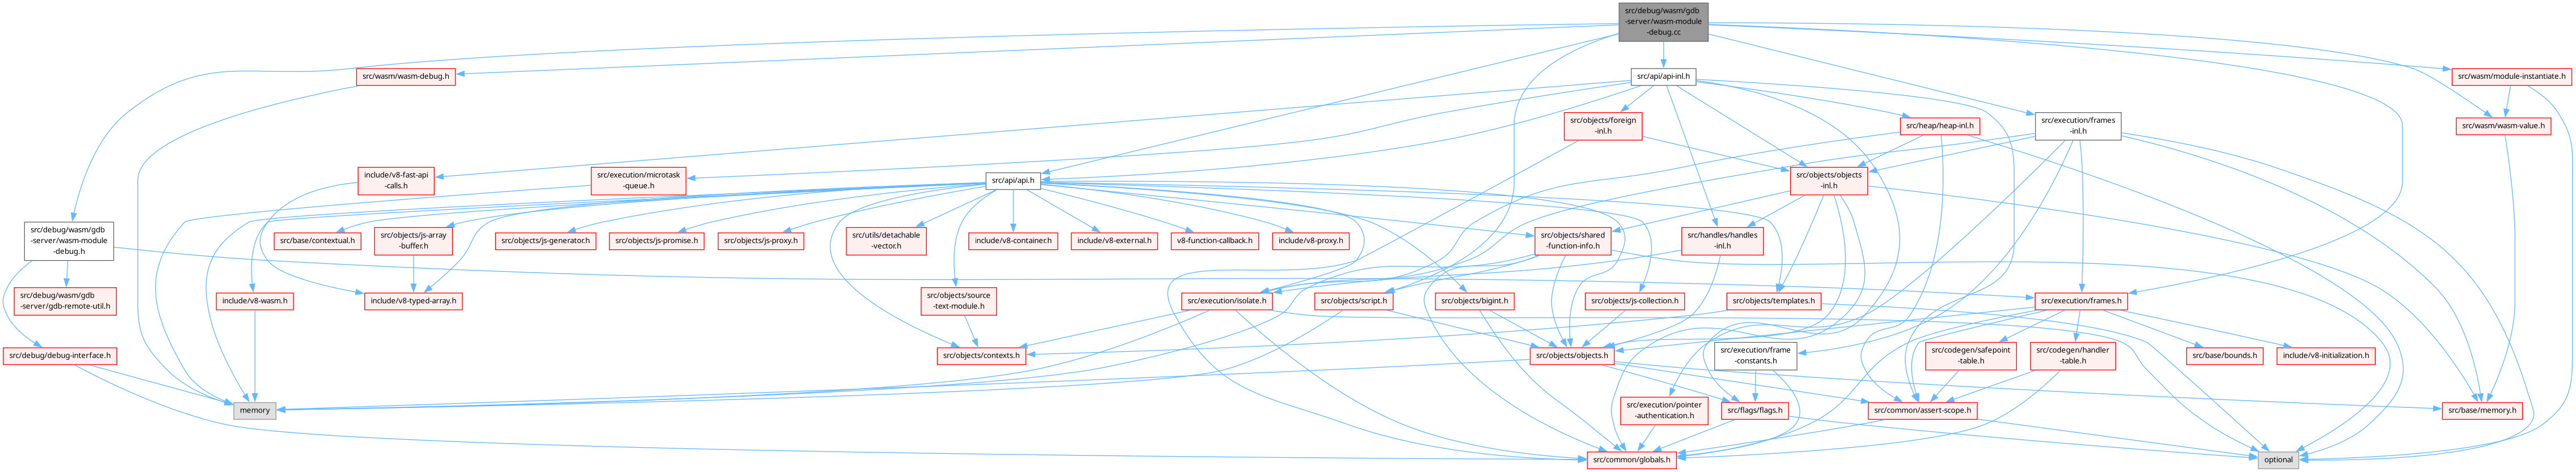 src/debug/wasm/gdb
-server/wasm-module
-debug.cc
src/wasm/wasm-debug.h
src/api/api-inl.h
src/wasm/module-instantiate.h
src/objects/foreign
-inl.h
src/heap/heap-inl.h
src/execution/frames
-inl.h
src/wasm/wasm-value.h
include/v8-fast-api
-calls.h
src/execution/microtask
-queue.h
src/api/api.h
src/objects/objects
-inl.h
src/debug/wasm/gdb
-server/wasm-module
-debug.h
src/base/contextual.h
src/objects/js-array
-buffer.h
src/objects/js-generator.h
src/objects/js-promise.h
src/objects/js-proxy.h
src/utils/detachable
-vector.h
include/v8-container.h
include/v8-external.h
v8-function-callback.h
include/v8-proxy.h
src/objects/shared
-function-info.h
src/handles/handles
-inl.h
src/debug/wasm/gdb
-server/gdb-remote-util.h
include/v8-wasm.h
include/v8-typed-array.h
src/objects/source
-text-module.h
src/execution/isolate.h
src/objects/script.h
src/objects/bigint.h
src/objects/js-collection.h
src/objects/templates.h
src/execution/frames.h
src/debug/debug-interface.h
src/objects/contexts.h
src/objects/objects.h
src/execution/frame
-constants.h
src/codegen/safepoint
-table.h
src/codegen/handler
-table.h
src/base/bounds.h
include/v8-initialization.h
memory
src/execution/pointer
-authentication.h
src/flags/flags.h
src/common/assert-scope.h
src/base/memory.h
src/common/globals.h
optional